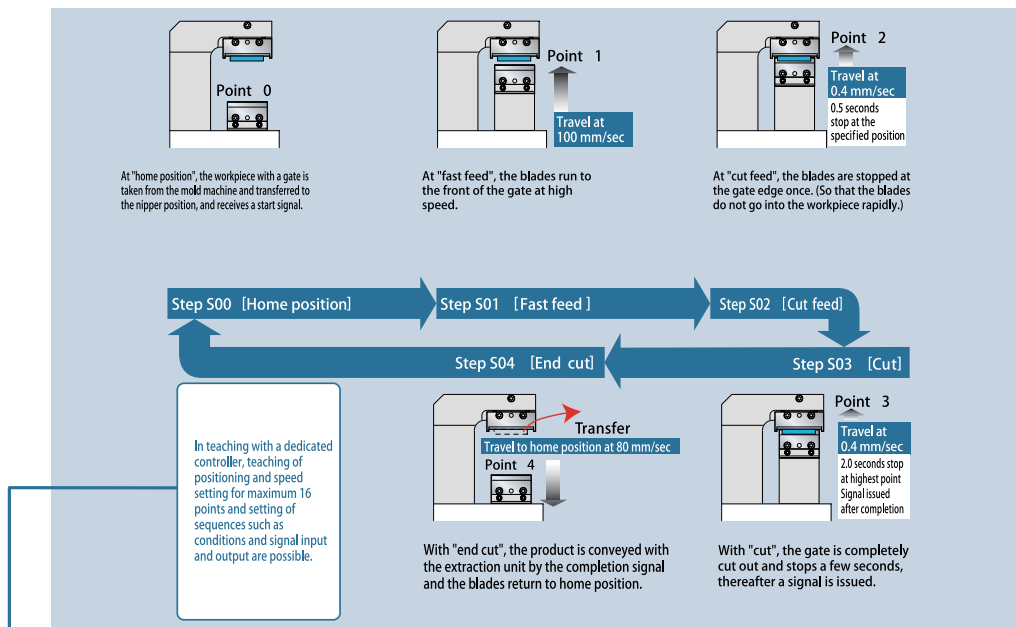 Point 0
At "home position", the workpiece with a gate is
taken from the mold machine and transferred to
the nipper position, and receives a start signal.
Point 1
Travel at
100 mm/sec
At "fast feed", the blades run to
the front of the gate at high
speed.
Point 2
Travel at
0.4 mm/sec
0.5 seconds
stop at the
specified position
At "cut feed", the blades are stopped at
the gate edge once. (So that the blades
do not go into the workpiece rapidly.)
Step S00 [Home position]
Step S01 [Fast feed ]
Step S02 [Cut feed]
Step S04 [End cut]
Step S03 [Cut]
In teaching with a dedicated
controller, teaching of
positioning and speed
setting for maximum 16
points and setting of
sequences such as
conditions and signal input
and output are possible.
Transfer
Travel to home position at 80 mm/sec
Point 4
With "end cut", the product is conveyed with
the extraction unit by the completion signal
and the blades return to home position.
Point 3
Travel at
0.4 mm/sec
2.0 seconds stop
at highest point
Signal issued
after completion
With "cut", the gate is completely
cut out and stops a few seconds,
thereafter a signal is issued.